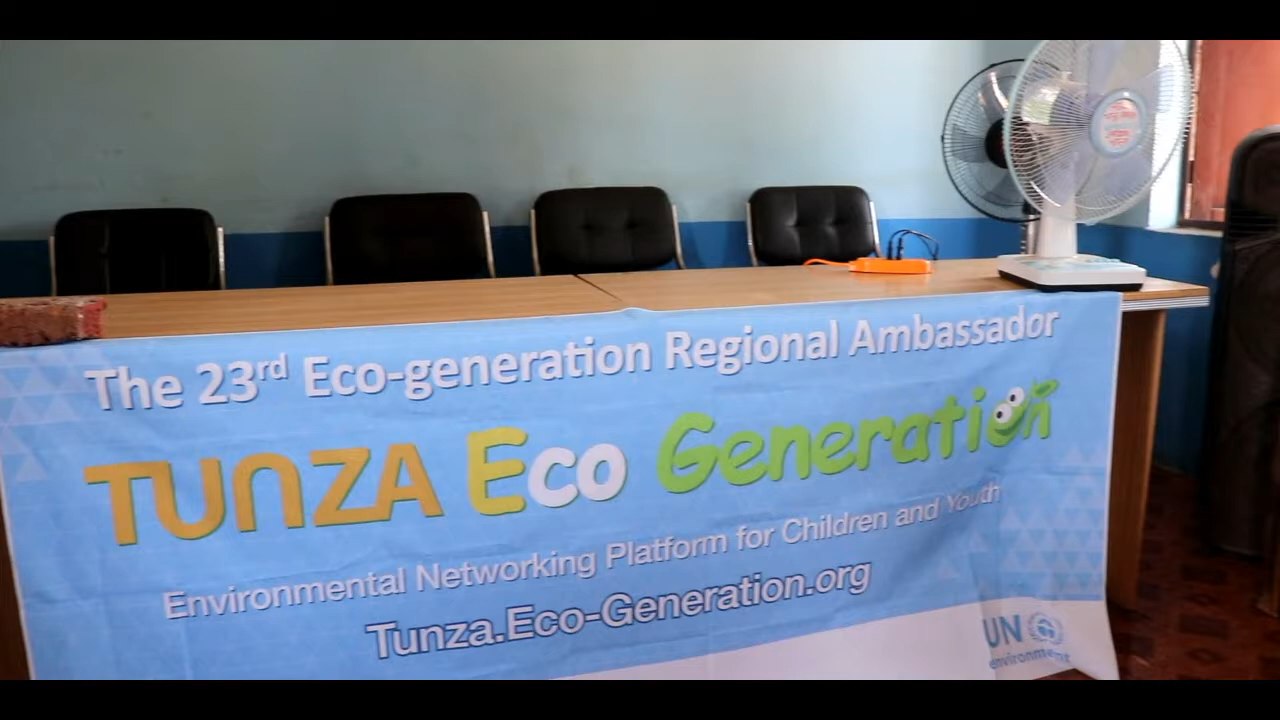 The 23rd Eco-generation Regional Ambassador
TUNZA Eco Generation
Environmental Networking Platform for Children and Youth
Tunza.Eco-Generation.org
UN
environment